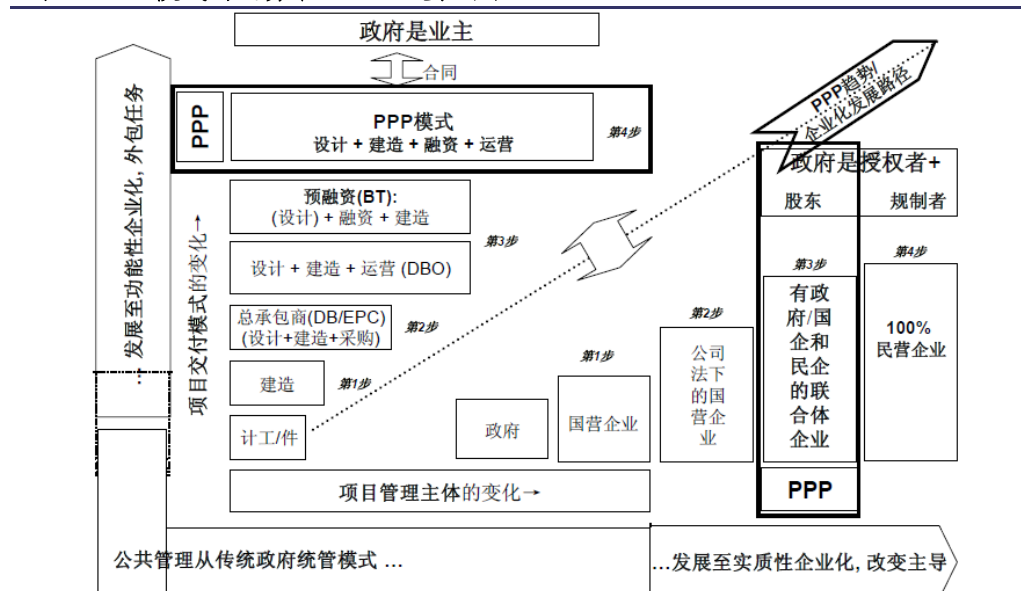 政府是业主
合同
PPP
PPP模式
设计 + 建造 + 融资 + 运营
第4步
PPP趋势/
企业化发展路径
… 发展至功能性企业化, 外包任务
项目交付模式的变化→
预融资(BT):
(设计) + 融资 + 建造
第3步
设计 + 建造 + 运营 (DBO)
总承包商(DB/EPC)
(设计+建造+采购)
第2步
建造
第1步
计工/件
政府是授权者+
股东
规制者
政府
第1步
国营企业
第2步
公司
法下
的国
营企
业
第3步
有政
府/国
企和
民企
的联
合体
企业
PPP
第4步
100%
民营企业
项目管理主体的变化→
公共管理从传统政府统管模式 …
…发展至实质性企业化, 改变主导